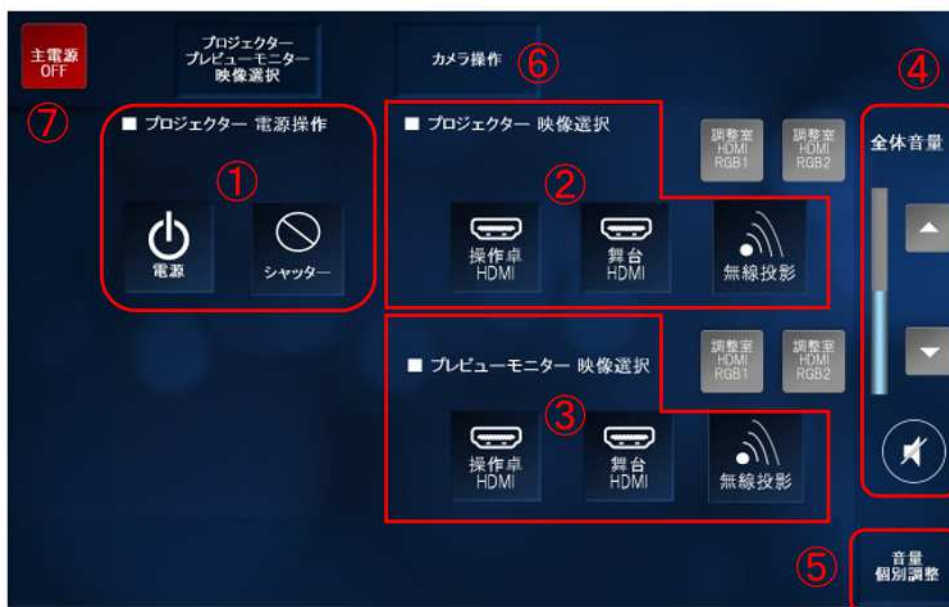 主電源
OFF
プロジェクター
プレビューモニター
映像選択
カメラ操作
⑥
④
⑦
■ プロジェクター 電源操作
①
電源
シャッター
■ プロジェクター 映像選択
調整室
HDMI
RGB1
調整室
HDMI
RGB2
②
操作卓
HDMI
舞台
HDMI
無線投影
■ プレビューモニター 映像選択
調整室
HDMI
RGB1
調整室
HDMI
RGB2
③
操作卓
HDMI
舞台
HDMI
無線投影
全体音量
⑤
音量
個別調整